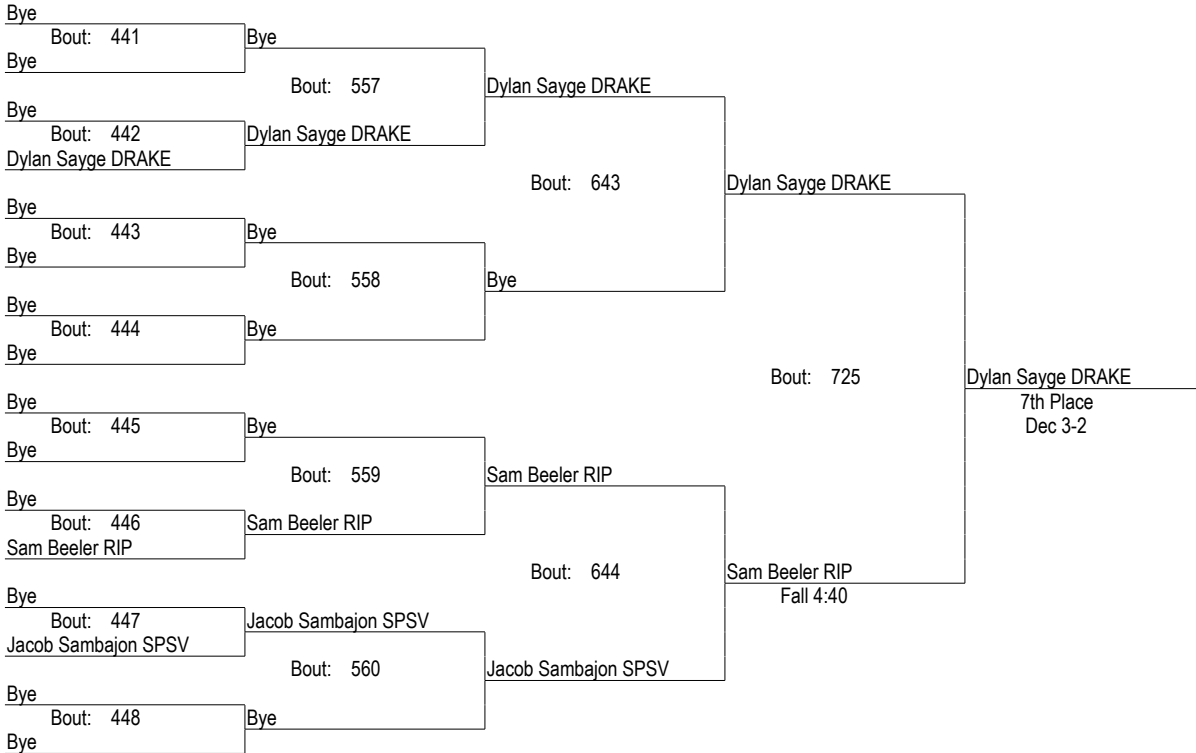 Bye
Bout: 441 Bye
Bye
Bout: 557 Dylan Sayge DRAKE
Bye
Bout: 442 Dylan Sayge DRAKE
Dylan Sayge DRAKE
Bout: 643 Dylan Sayge DRAKE
Bye
Bout: 443 Bye
Bye
Bout: 558 Bye
Bye
Bout: 444 Bye
Bye
Bout: 725 Dylan Sayge DRAKE
Bye 7th Place
Bout: 445 Bye Dec 3-2
Bye
Bout: 559 Sam Beeler RIP
Bye
Bout: 446 Sam Beeler RIP
Sam Beeler RIP
Bout: 644 Sam Beeler RIP
Bye Fall 4:40
Bout: 447 Jacob Sambajon SPSV
Jacob Sambajon SPSV
Bout: 560 Jacob Sambajon SPSV
Bye
Bout: 448 Bye
Bye